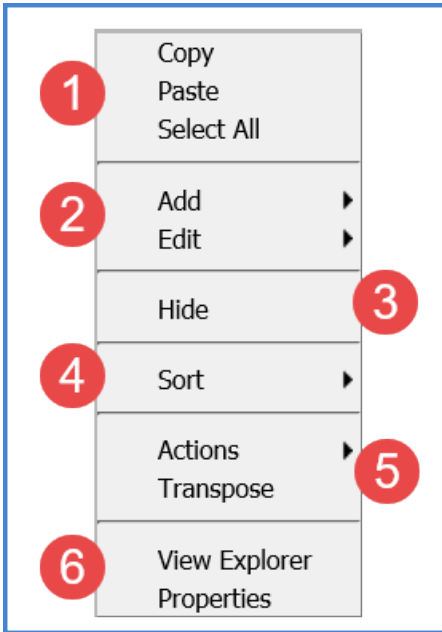 1
Copy
Paste
Select All
2
Add
Edit
3
Hide
4
Sort
5
Actions
Transpose
6
View Explorer
Properties